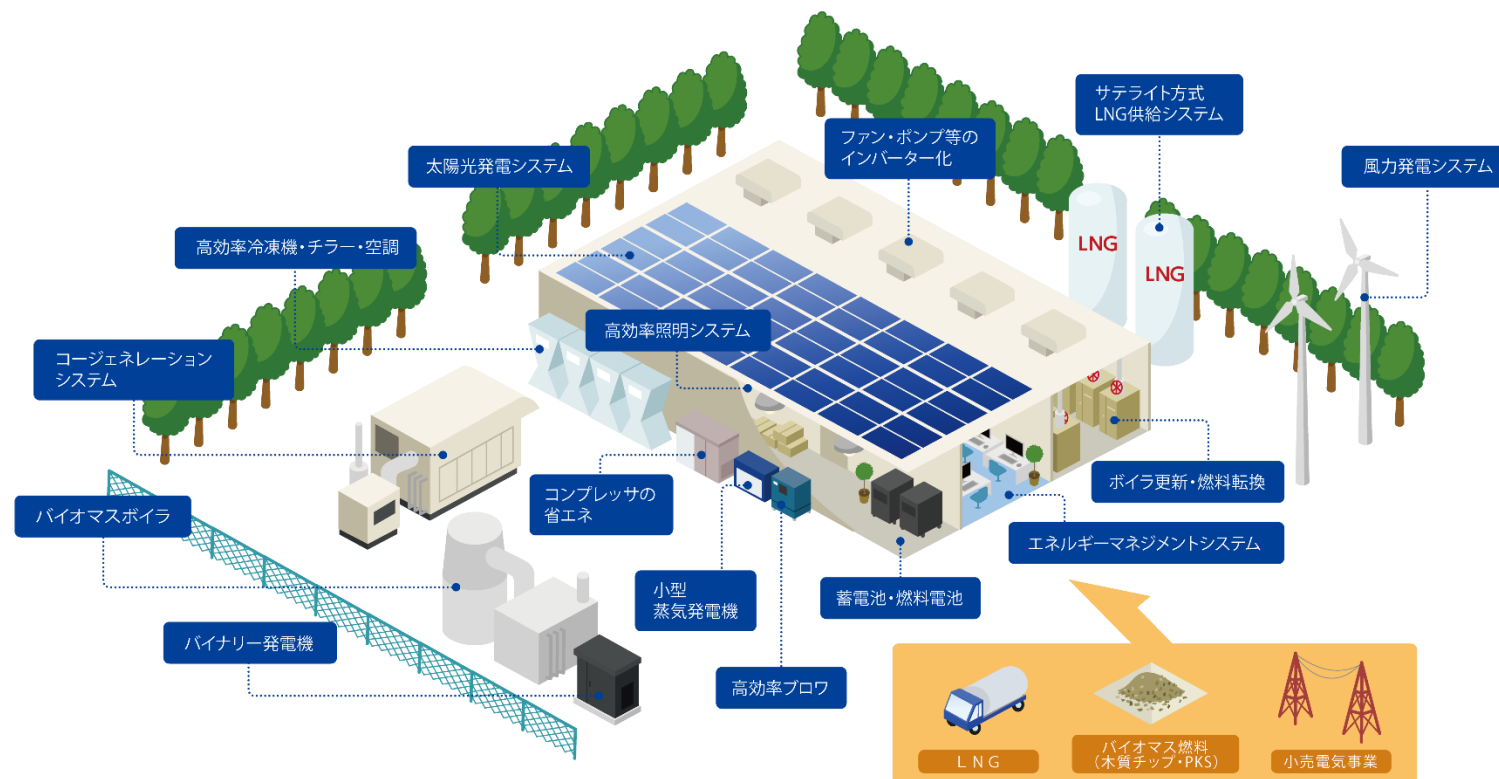 サテライト方式
LNG供給システム
ファン・ポンプ等の
インバーター化
太陽光発電システム
風力発電システム
高効率冷凍機・チラー・空調
LNG
LNG
高効率照明システム
コージェネレーション
システム
ボイラ更新・燃料転換
コンプレッサの
省エネ
バイオマスボイラ
エネルギーマネジメントシステム
小型
蒸気発電機
蓄電池・燃料電池
バイナリー発電機
高効率ブロワ
LNG
バイオマス燃料
(木質チップ・PKS)
小売電気事業